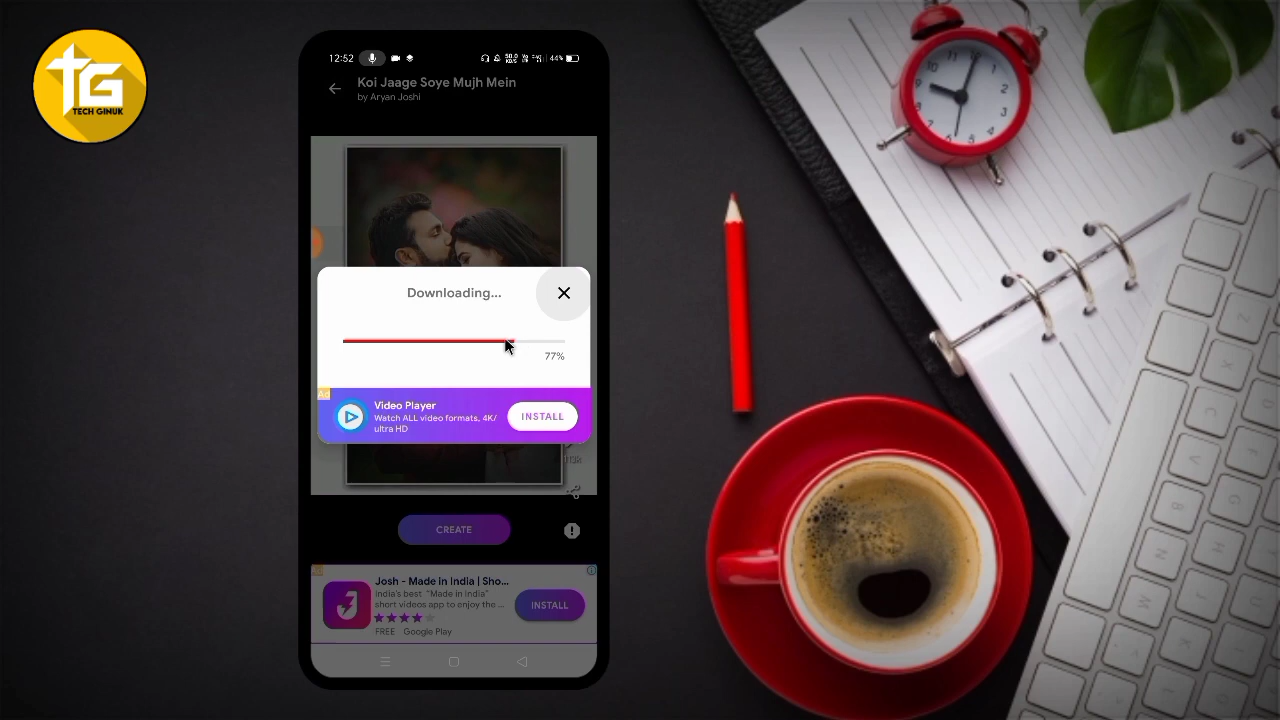 TG
TECH GINUK
12:52
44%
Koi Jaage Soye Mujh Mein
by Aryan Joshi
Downloading...
77%
Ad
Video Player
Watch ALL video formats, 4K/
ultra HD
INSTALL
CREATE
Josh - Made in India | Sho...
India's best "Made in India"
short videos app to enjoy the ...
FREE Google Play
INSTALL